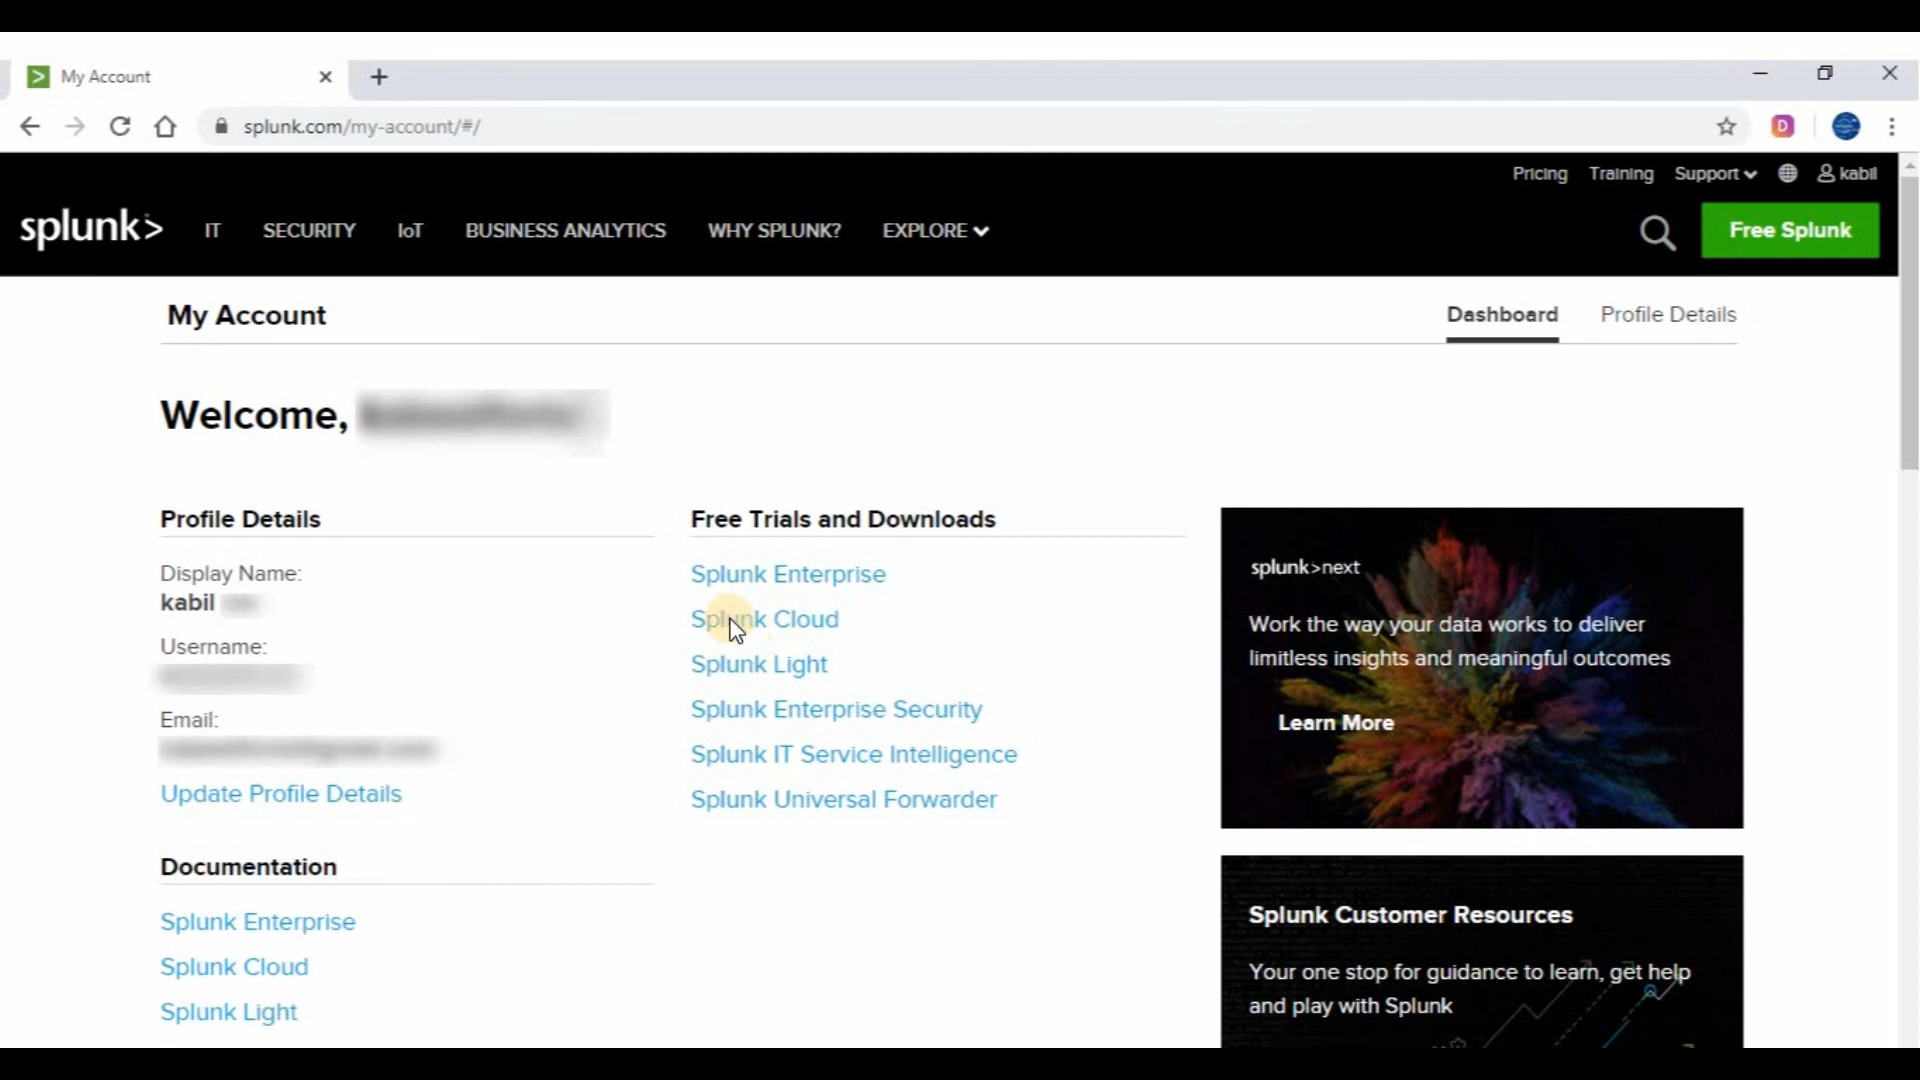 My Account
splunk.com/my-account/#/
Pricing Training Support kabil
splunk> IT SECURITY IoT BUSINESS ANALYTICS WHY SPLUNK? EXPLORE Free Splunk
My Account Dashboard Profile Details
Welcome,
Profile Details
Display Name:
kabil
Username:
Email:
Update Profile Details
Documentation
Splunk Enterprise
Splunk Cloud
Splunk Light
Free Trials and Downloads
Splunk Enterprise
Splunk Cloud
Splunk Light
Splunk Enterprise Security
Splunk IT Service Intelligence
Splunk Universal Forwarder
splunk>next
Work the way your data works to deliver
limitless insights and meaningful outcomes
Learn More
Splunk Customer Resources
Your one stop for guidance to learn, get help
and play with Splunk